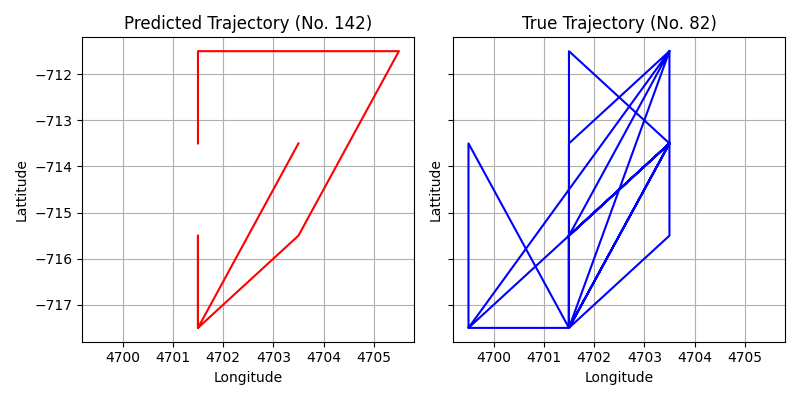 Predicted Trajectory (No. 142)
True Trajectory (No. 82)
−712
−713
−714
−715
−716
−717
Lattitude
Lattitude
4700 4701 4702 4703 4704 4705
4700 4701 4702 4703 4704 4705
Longitude
Longitude